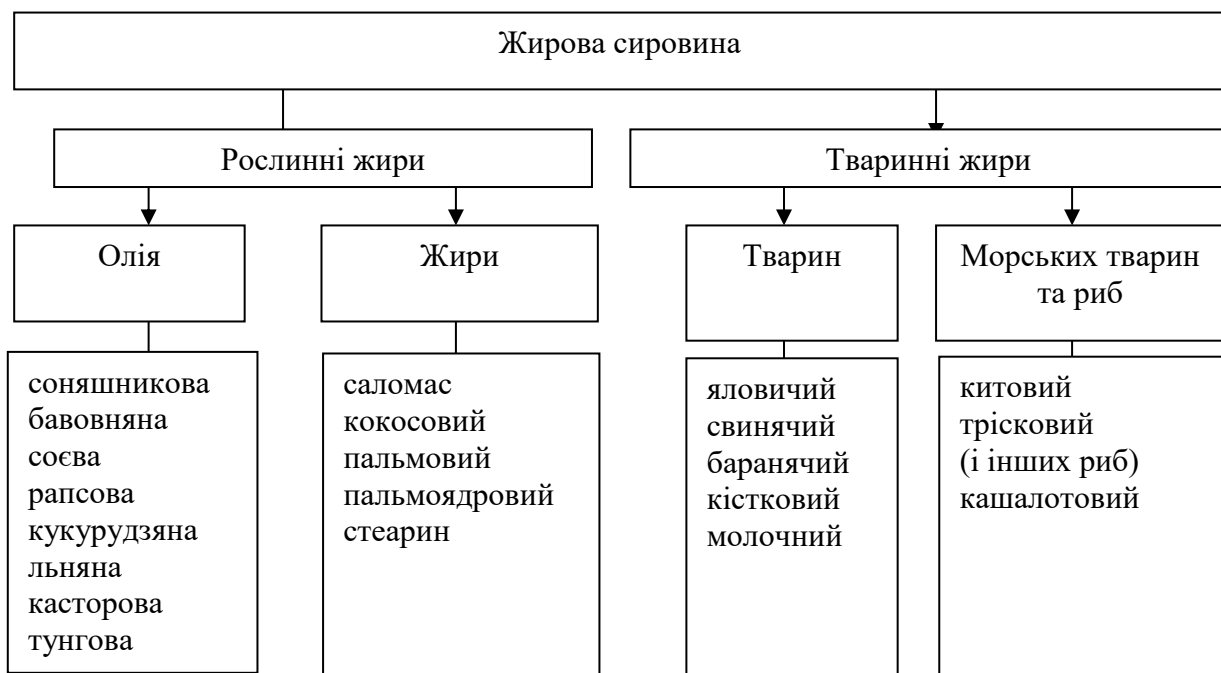 Жирова сировина
Рослинні жири
Тваринні жири
Олія
Жири
Тварин
Морських тварин
та риб
соняшникова
бавовняна
соєва
рапсова
кукурудзяна
льняна
касторова
тунгова
саломас
кокосовий
пальмовий
пальмоядровий
стеарин
яловичий
свинячий
баранячий
кістковий
молочний
китовий
трісковий
(і інших риб)
кашалотовий